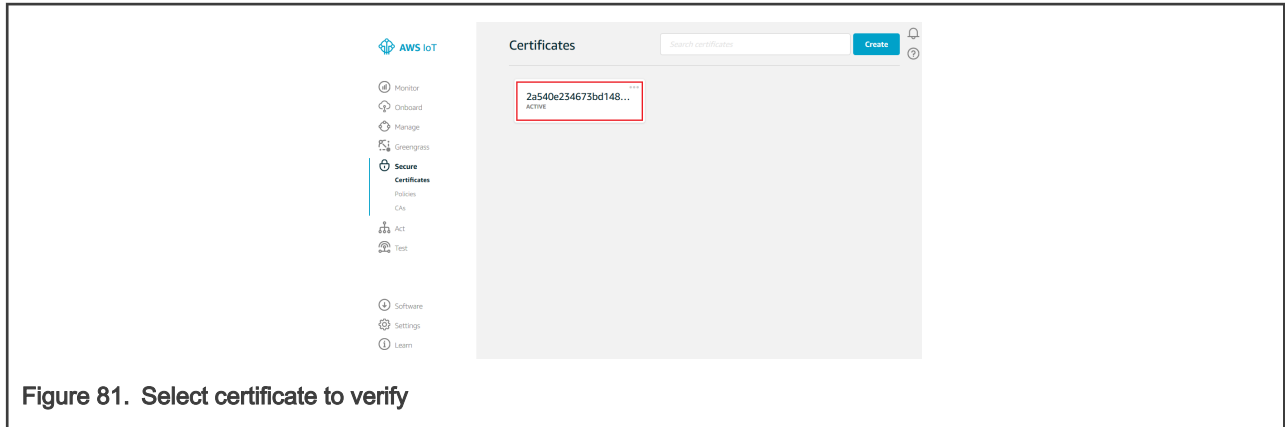 AWS IoT
Monitor
Onboard
Manage
Greengrass
Secure
Certificates
Policies
CAs
Act
Test
Software
Settings
Learn
Certificates
Search certificates
Create
2a540e234673bd148...
ACTIVE
Figure 81. Select certificate to verify